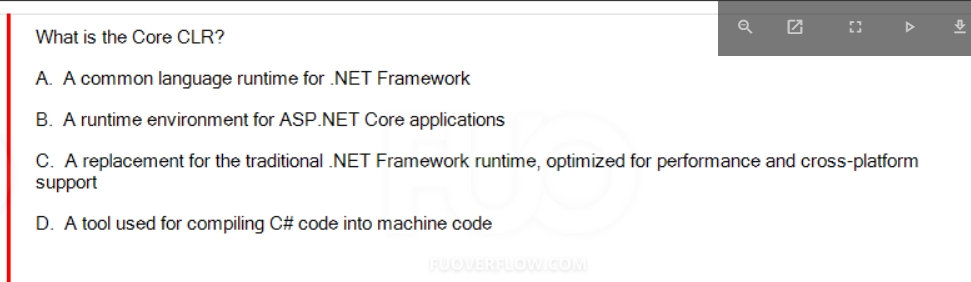 What is the Core CLR?
A. A common language runtime for .NET Framework
B. A runtime environment for ASP.NET Core applications
C. A replacement for the traditional .NET Framework runtime, optimized for performance and cross-platform
support
D. A tool used for compiling C# code into machine code
FUO
FUOVERFLOW.COM